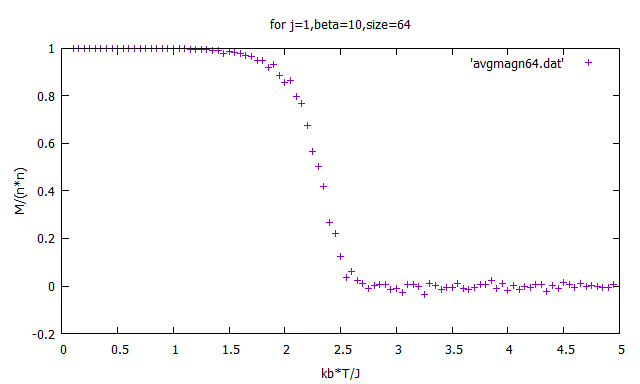 for j=1,beta=10,size=64
'avgmagn64.dat'
1
0.8
0.6
0.4
0.2
0
-0.2
M/(n*n)
0 0.5 1 1.5 2 2.5 3 3.5 4 4.5 5
kb*T/J